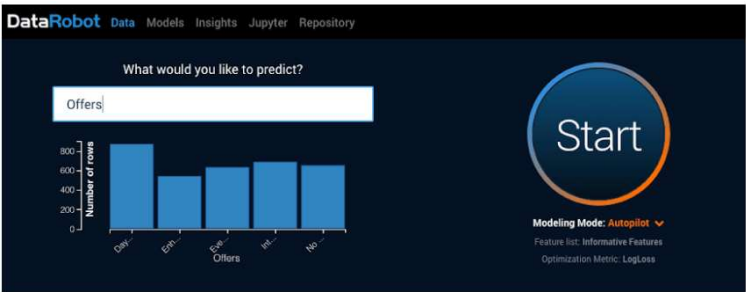 DataRobot Data Models Insights Jupyter Repository
What would you like to predict?
Offers
Number of rows
800
600
400
200
0
Day...
Enh...
Eve...
Int...
No ...
Offers
Start
Modeling Mode: Autopilot
Feature list: Informative Features
Optimization Metric: LogLoss